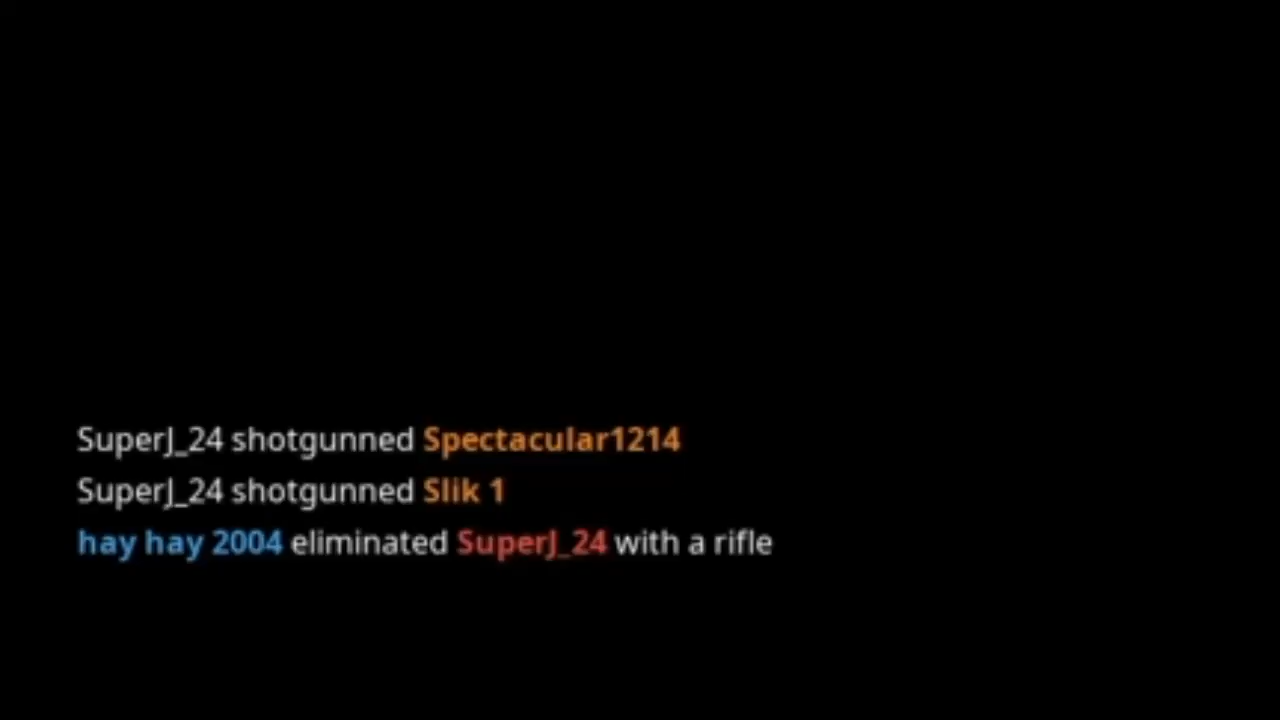 SuperJ_24 shotgunned Spectacular1214
SuperJ_24 shotgunned Slik 1
hay hay 2004 eliminated SuperJ_24 with a rifle